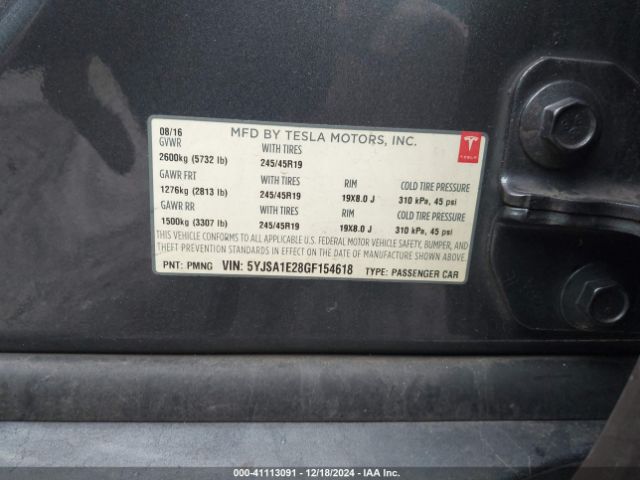 08/16 MFD BY TESLA MOTORS, INC.
GVWR WITH TIRES
2600kg (5732 lb) 245/45R19
TESLA
GAWR FRT WITH TIRES RIM COLD TIRE PRESSURE
1276kg (2813 lb) 245/45R19 19X8.0 J 310 kPa, 45 psi
GAWR RR WITH TIRES RIM COLD TIRE PRESSURE
1500kg (3307 lb) 245/45R19 19X8.0 J 310 kPa, 45 psi
THIS VEHICLE CONFORMS TO ALL APPLICABLE U.S. FEDERAL MOTOR VEHICLE SAFETY, BUMPER, AND
THEFT PREVENTION STANDARDS IN EFFECT ON THE DATE OF MANUFACTURE SHOWN ABOVE.
PNT: PMNG VIN: 5YJSA1E28GF154618 TYPE: PASSENGER CAR
000-41113091 - 12/18/2024 - IAA Inc.